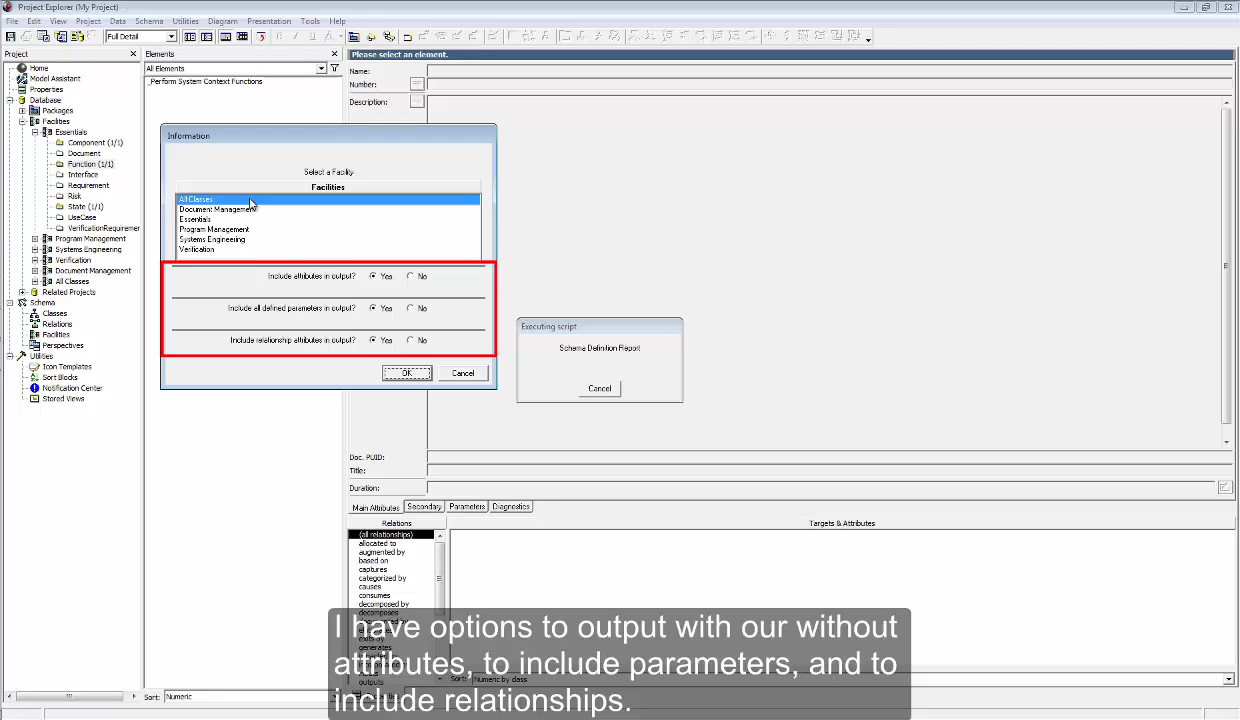 Project Explorer (My Project)
File Edit View Project Data Schema Utilities Diagram Presentation Tools Help
Full Detail
Project
Home
Model Assistant
Properties
Database
Packages
Facilities
Essentials
Component (1/1)
Document
Function (1/1)
Interface
Requirement
Risk
State (1/1)
UseCase
VerificationRequiremer
Program Management
Systems Engineering
Verification
Document Management
All Classes
Related Projects
Schema
Classes
Relations
Facilities
Perspectives
Utilities
Icon Templates
Sort Blocks
Notification Center
Stored Views
Elements
All Elements
_Perform System Context Functions
Sort: Numeric
Please select an element.
Name:
Number:
Description:
Information
Select a Facility
Facilities
All Classes
Document Management
Essentials
Program Management
Systems Engineering
Verification
Include attributes in output? Yes No
Include all defined parameters in output? Yes No
Include relationship attributes in output? Yes No
OK Cancel
Executing script
Schema Definition Report
Cancel
Doc. PUID:
Title:
Duration:
Main Attributes Secondary Parameters Diagnostics
Relations Targets & Attributes
(all relationships)
allocated to
augmented by
based on
captures
categorized by
causes
consumes
decomposed by
decomposes
outputs
Sort: Numeric by class
I have options to output with our without
attributes, to include parameters, and to
include relationships.